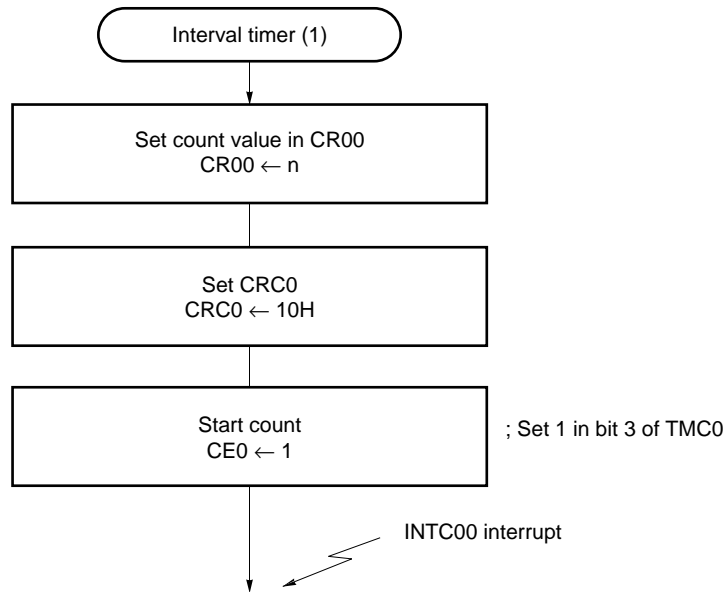 Interval timer (1)
Set count value in CR00
CR00 ← n
Set CRC0
CRC0 ← 10H
Start count
CE0 ← 1
; Set 1 in bit 3 of TMC0
INTC00 interrupt